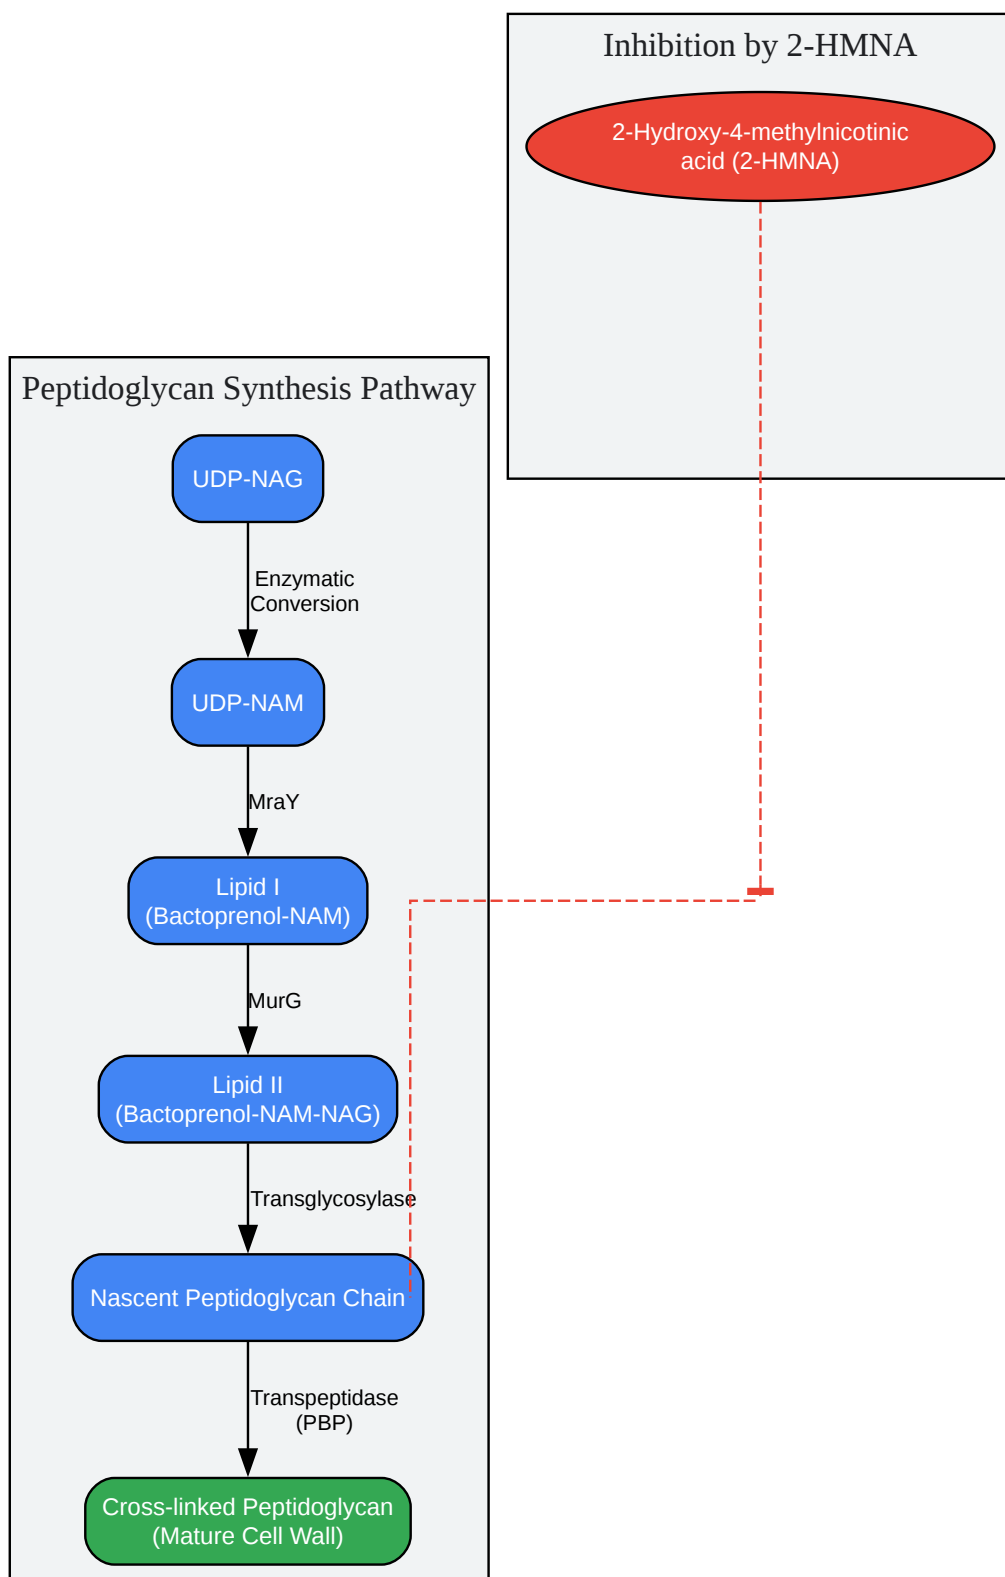 Inhibition by 2-HMNA
2-Hydroxy-4-methylnicotinic
acid (2-HMNA)
Peptidoglycan Synthesis Pathway
UDP-NAG
Enzymatic
Conversion
UDP-NAM
MraY
Lipid I
(Bactoprenol-NAM)
MurG
Lipid II
(Bactoprenol-NAM-NAG)
Transglycosylase
Nascent Peptidoglycan Chain
Transpeptidase
(PBP)
Cross-linked Peptidoglycan
(Mature Cell Wall)